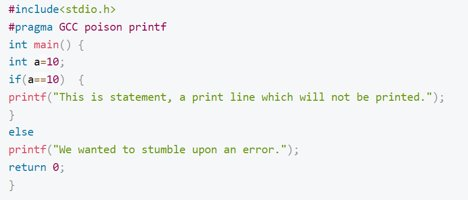 #include<stdio.h>
#pragma GCC poison printf
int main() {
int a=10;
if(a==10)  {
printf("This is statement, a print line which will not be printed.");
}
else
printf("We wanted to stumble upon an error.");
return 0;
}